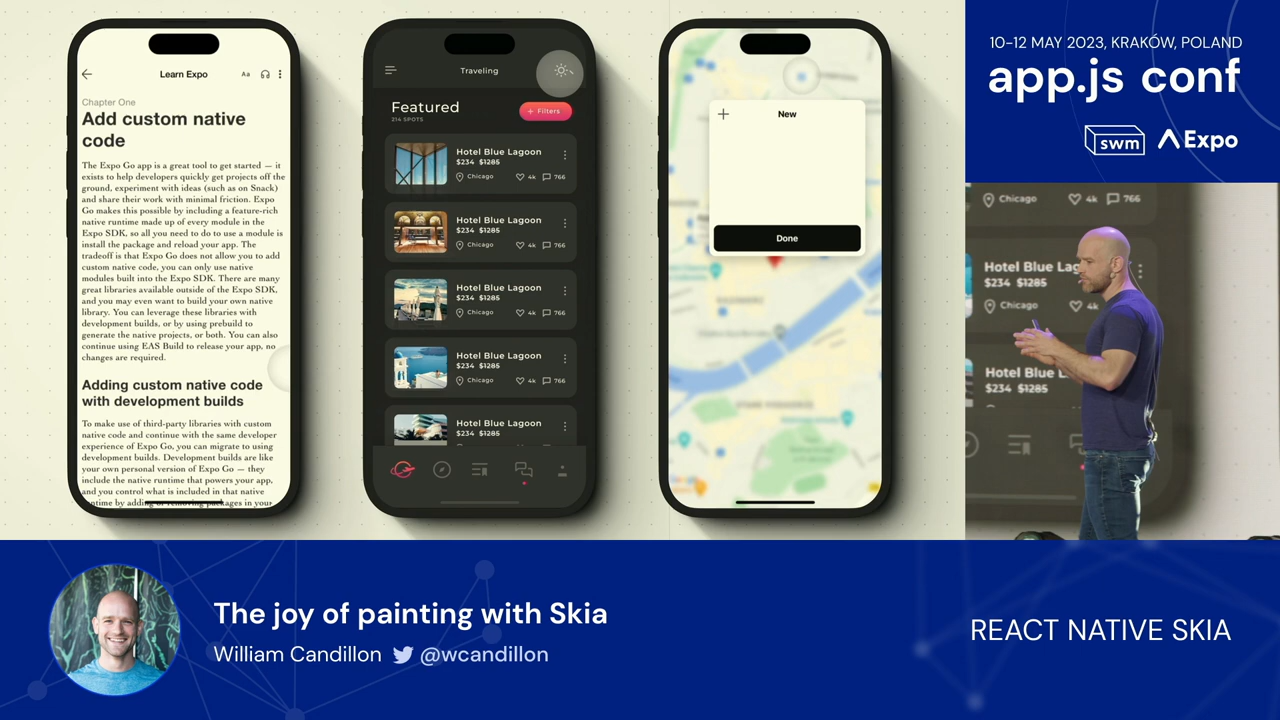 Learn Expo
Aa
Chapter One
Add custom native
code
The Expo Go app is a great tool to get started — it
exists to help developers quickly get projects off the
ground, experiment with ideas (such as on Snack)
and share their work with minimal friction. Expo
Go makes this possible by including a feature-rich
native runtime made up of every module in the
Expo SDK, so all you need to do to use a module is
install the package and reload your app. The
tradeoff is that Expo Go does not allow you to add
custom native code, you can only use native
modules built into the Expo SDK. There are many
great libraries available outside of the Expo SDK,
and you may even want to build your own native
library. You can leverage these libraries with
development builds, or by using prebuild to
generate the native projects, or both. You can also
continue using EAS Build to release your app, no
changes are required.
Adding custom native code
with development builds
To make use of third-party libraries with custom
native code and continue with the same developer
experience of Expo Go, you can migrate to using
development builds. Development builds are like
your own personal version of Expo Go — they
include the native runtime that powers your app,
and you control what is included in that native
runtime by adding or removing packages in your
Traveling
Featured
214 SPOTS
+ Filters
Hotel Blue Lagoon
$234 $1285
Chicago 4k 766
Hotel Blue Lagoon
$234 $1285
Chicago 4k 766
Hotel Blue Lagoon
$234 $1285
Chicago 4k 766
Hotel Blue Lagoon
$234 $1285
Chicago 4k 766
Hotel Blue Lagoon
$234 $1285
New
Done
10-12 MAY 2023, KRAKÓW, POLAND
app.js conf
swm Expo
Chicago 4k 766
Hotel Blue Lag
$234 $1285
Chicago 4k
Hotel Blue L
$234 $1285
The joy of painting with Skia
William Candillon @wcandillon
REACT NATIVE SKIA